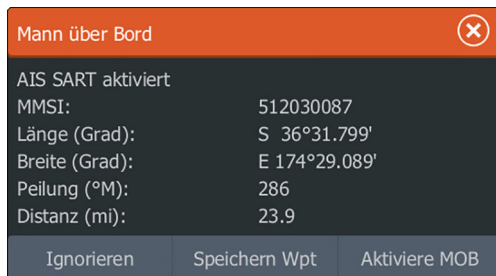 Mann über Bord
AIS SART aktiviert
MMSI: 512030087
Länge (Grad): S 36°31.799'
Breite (Grad): E 174°29.089'
Peilung (°M): 286
Distanz (mi): 23.9
Ignorieren Speichern Wpt Aktiviere MOB